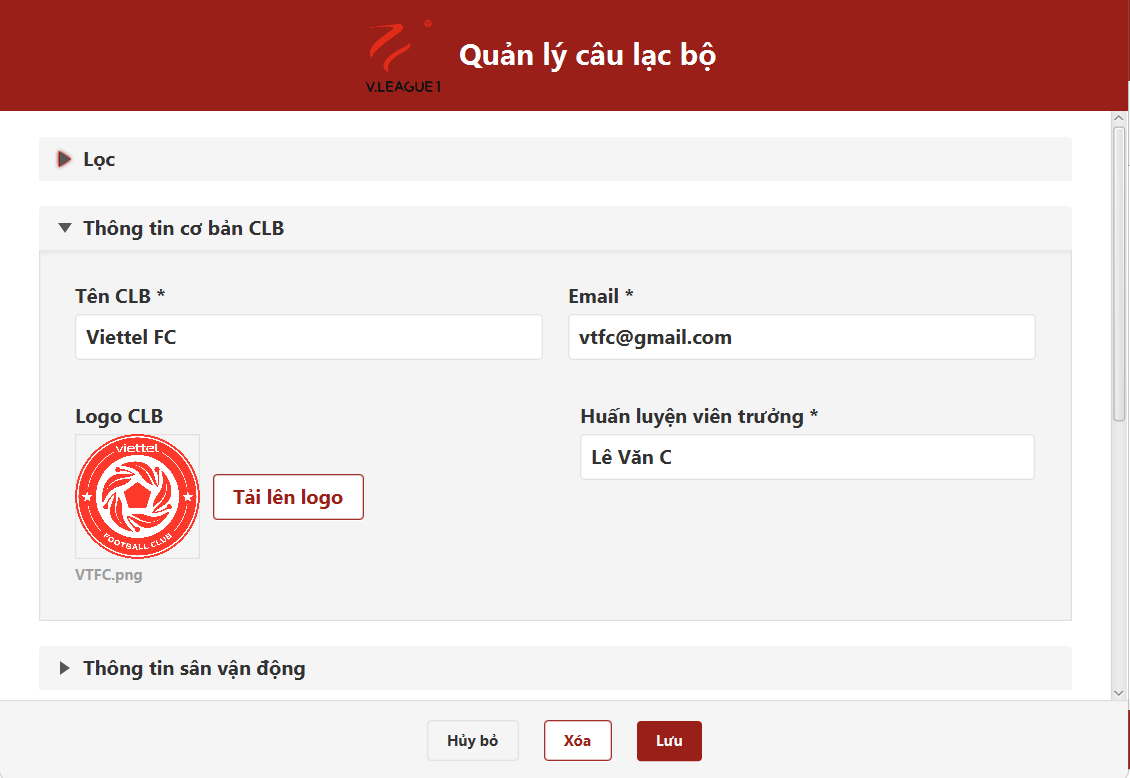 V.LEAGUE 1
Quản lý câu lạc bộ
Lọc
Thông tin cơ bản CLB
Tên CLB *
Email *
Viettel FC
vtfc@gmail.com
Logo CLB
Huấn luyện viên trưởng *
viettel
FOOTBALL CLUB
Tải lên logo
Lê Văn C
VTFC.png
Thông tin sân vận động
Hủy bỏ
Xóa
Lưu